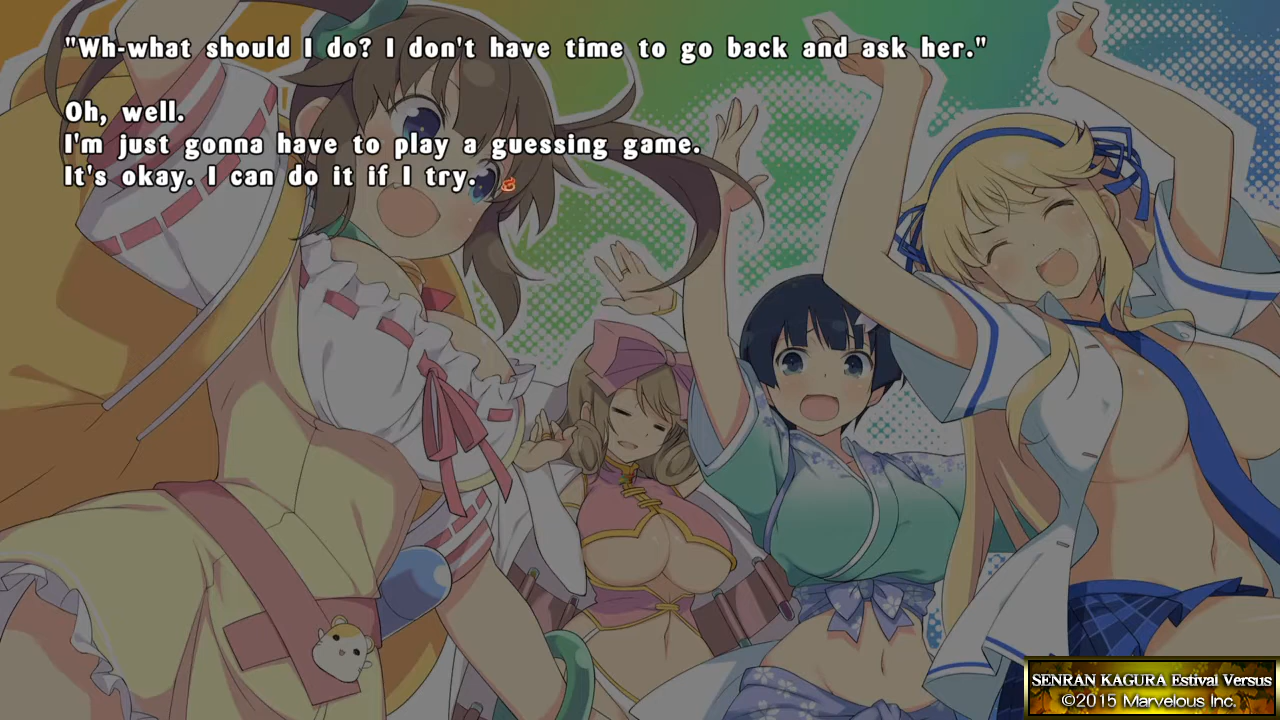 "Wh-what should I do? I don't have time to go back and ask her."
Oh, well.
I'm just gonna have to play a guessing game.
It's okay. I can do it if I try.
SENRAN KAGURA Estival Versus
©2015 Marvelous Inc.